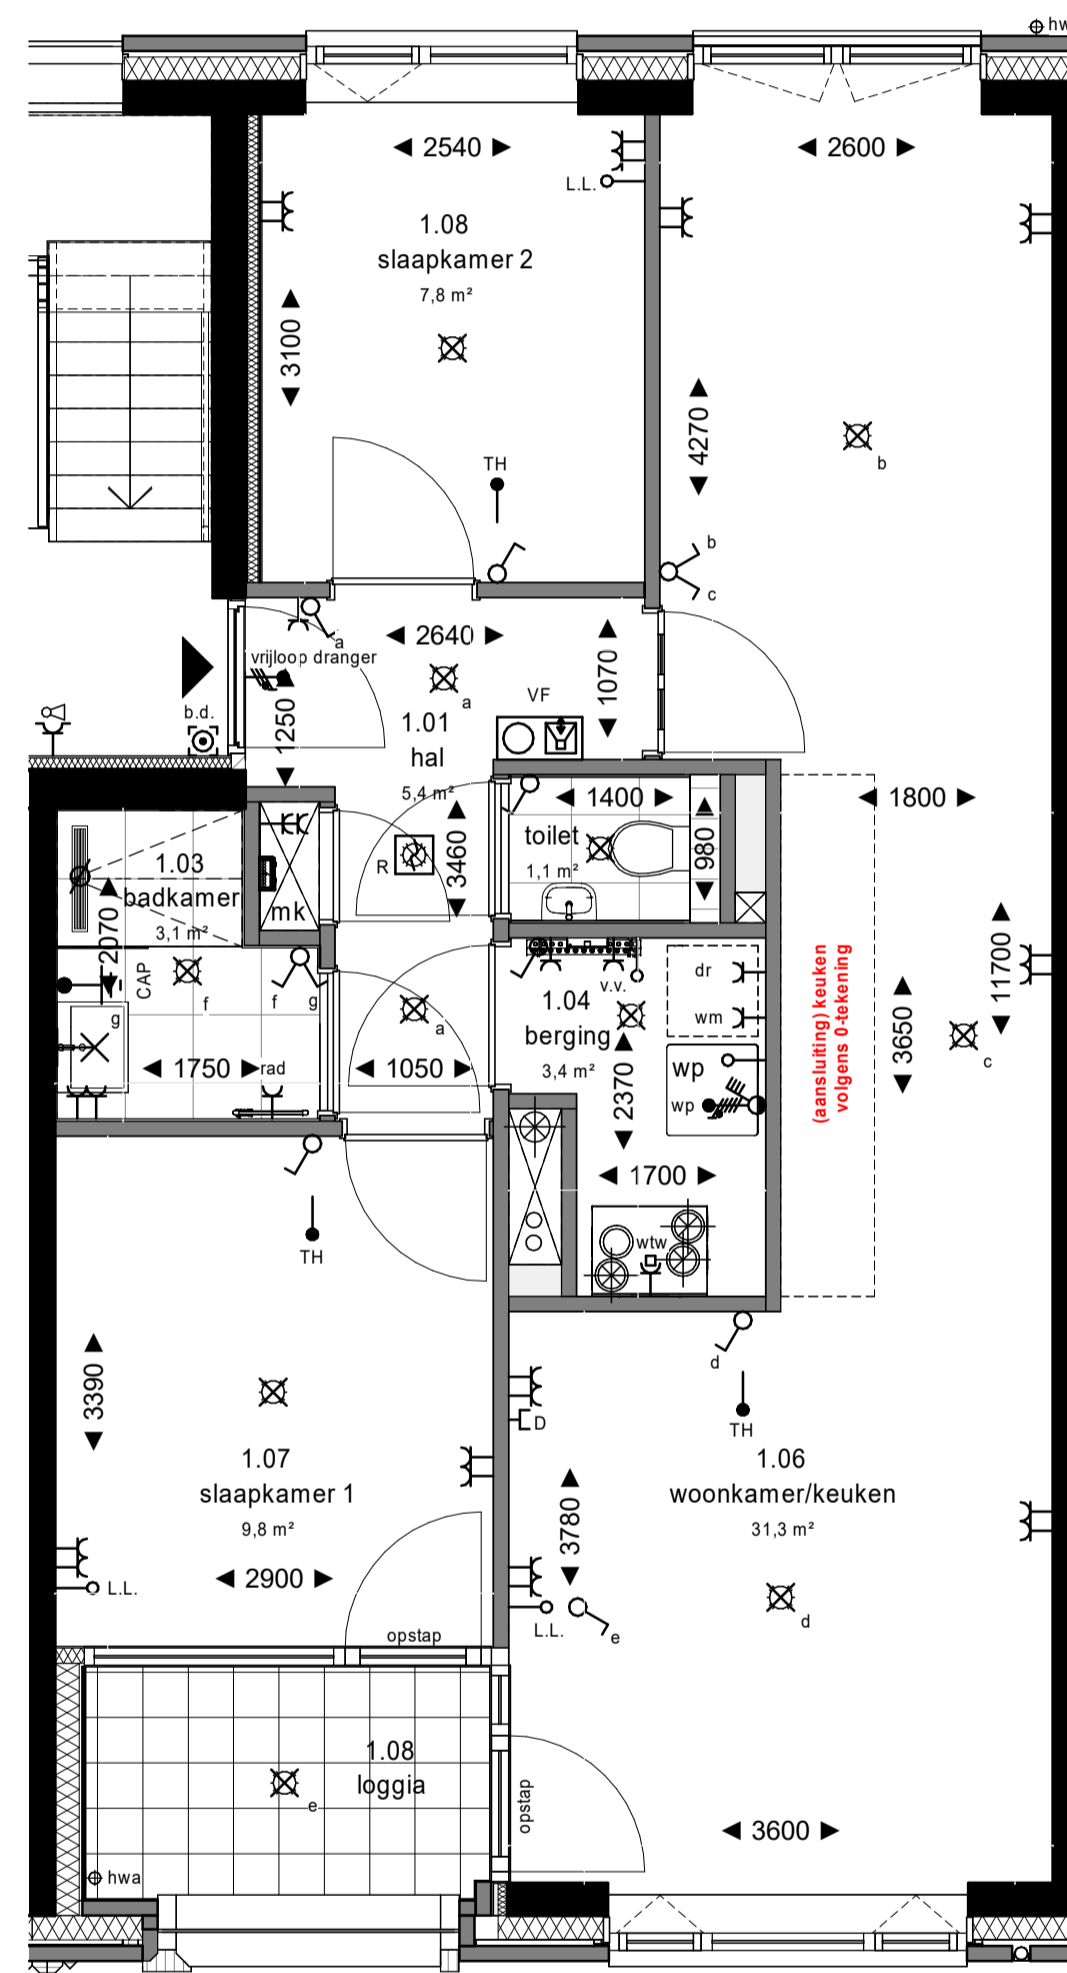 hw
2540
2600
L.L.
1.08
slaapkamer 2
7,8 m²
3100
4270
b
TH
b
c
a
2640
vrijloop dranger
1070
a
VF
b.d.
1250
1.01
hal
5,4 m²
1400
1800
toilet
1,1 m²
980
3460
R
1.03
badkamer
3,1 m²
mk
2070
CAP
f
f
g
g
a
1750
rad
1050
v.v.
dr
wm
1.04
berging
3,4 m²
wp
wp
2370
1700
wtw
(aansluiting) keuken
volgens 0-tekening
3650
11700
c
TH
d
D
TH
3390
1.07
slaapkamer 1
9,8 m²
1.06
woonkamer/keuken
31,3 m²
3780
2900
L.L.
L.L.
e
d
opstap
1.08
loggia
e
opstap
3600
hwa